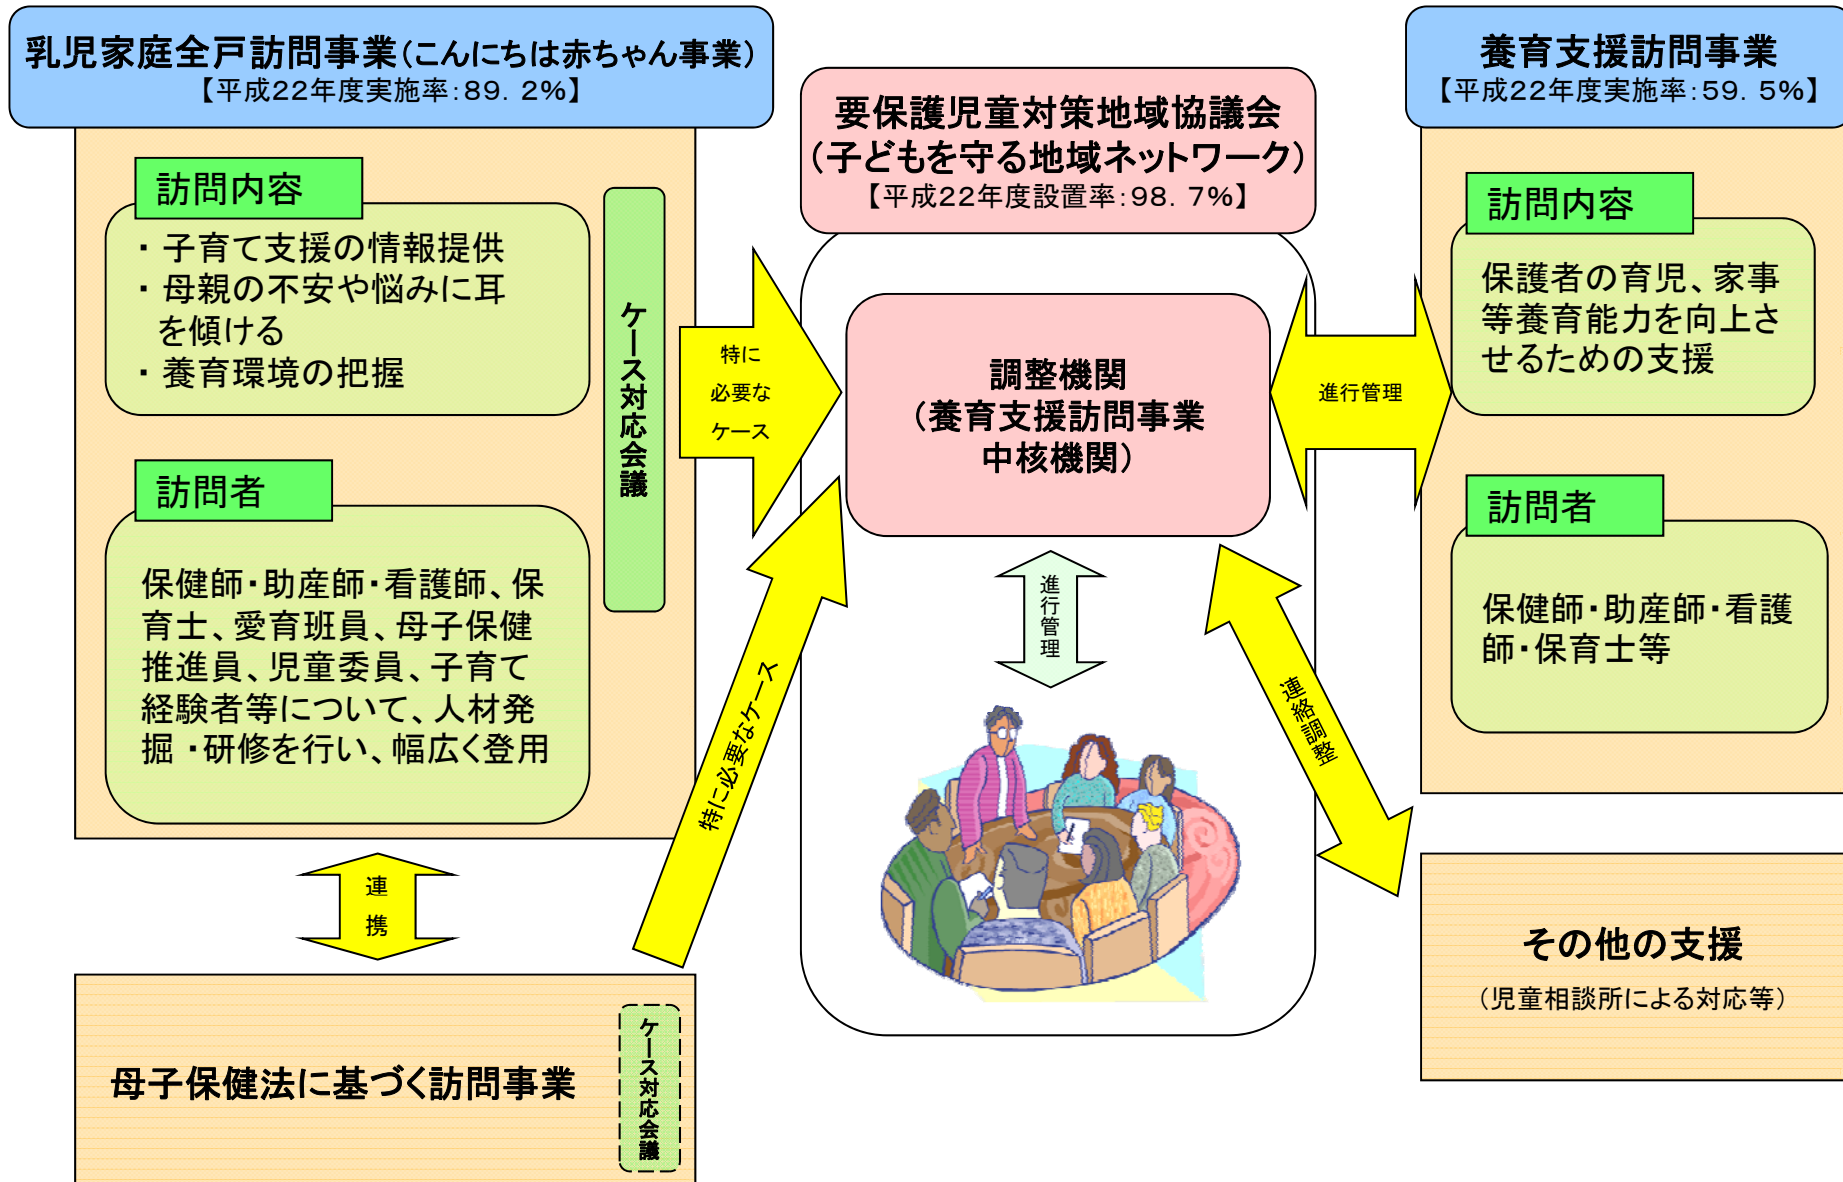 乳児家庭全戸訪問事業(こんにちは赤ちゃん事業)
【平成22年度実施率:89.2%】
訪問内容
・子育て支援の情報提供
・母親の不安や悩みに耳
を傾ける
・養育環境の把握
訪問者
保健師・助産師・看護師、保
育士、愛育班員、母子保健
推進員、児童委員、子育て
経験者等について、人材発
掘・研修を行い、幅広く登用
ケース対応会議
連
携
母子保健法に基づく訪問事業
ケース対応会議
特に
必要な
ケース
特に必要なケース
要保護児童対策地域協議会
(子どもを守る地域ネットワーク)
【平成22年度設置率:98.7%】
調整機関
(養育支援訪問事業
中核機関)
進行管理
進行管理
連絡調整
養育支援訪問事業
【平成22年度実施率:59.5%】
訪問内容
保護者の育児、家事
等養育能力を向上さ
せるための支援
訪問者
保健師・助産師・看護
師・保育士等
その他の支援
(児童相談所による対応等)